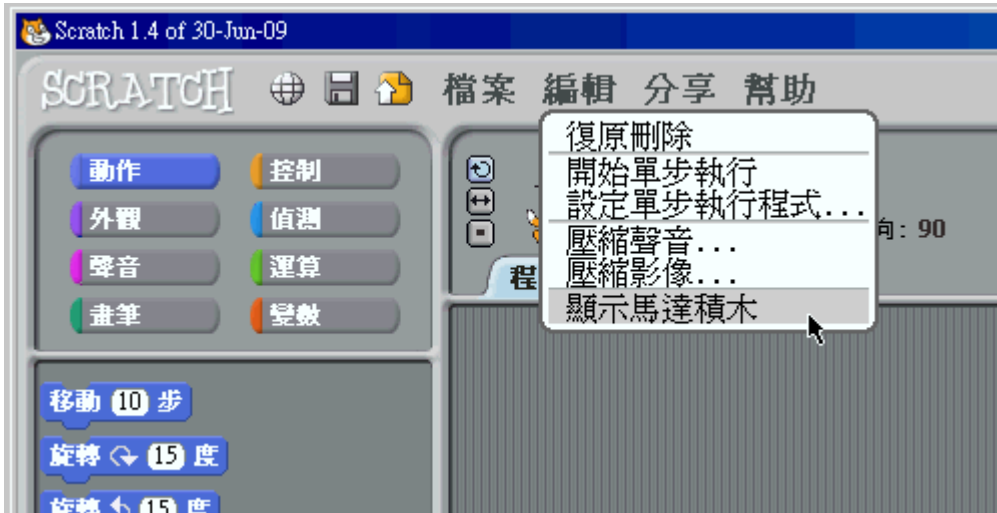 Scratch 1.4 of 30-Jun-09
SCRATCH 檔案 編輯 分享 幫助
復原刪除
開始單步執行
設定單步執行程式...
壓縮聲音...
壓縮影像...
顯示馬達積木
動作 控制
外觀 偵測
聲音 運算
畫筆 變數
向: 90
程
移動 10 步
旋轉 15 度
旋轉 15 度